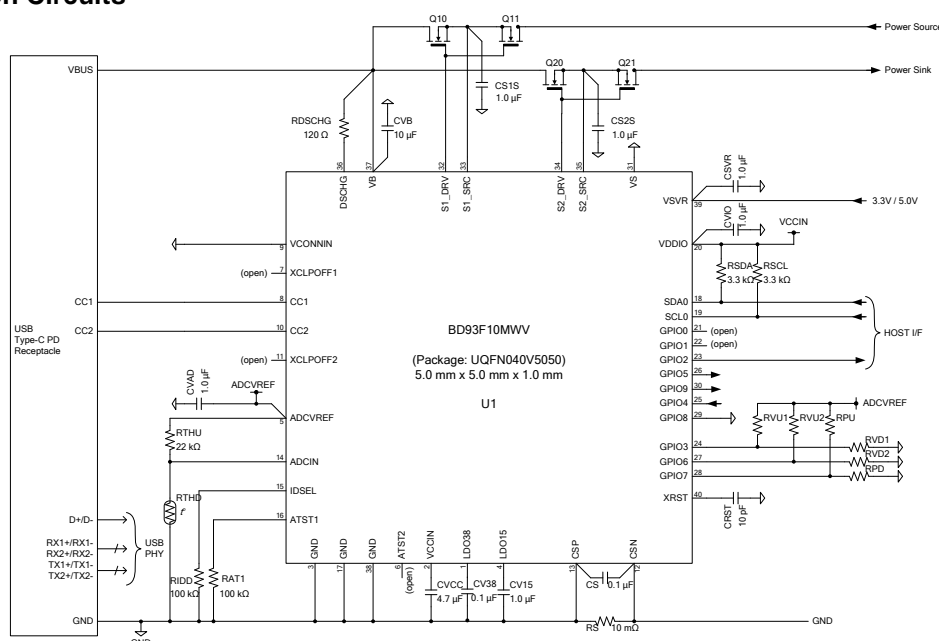 Q10
Q11
Power Source
VBUS
Q20
Q21
Power Sink
CS1S
1.0 µF
CS2S
1.0 µF
RDSCHG
120 Ω
CVB
10 µF
36
37
32
33
34
35
31
DSCHG
VB
S1_DRV
S1_SRC
S2_DRV
S2_SRC
VS
CSVR
1.0 µF
VSVR
39
3.3V / 5.0V
CVIO
1.0 µF
VCCIN
VDDIO
20
RSDA
3.3 kΩ
RSCL
3.3 kΩ
9
VCONNIN
(open)
7
XCLPOFF1
CC1
8
CC1
CC2
10
CC2
(open)
11
XCLPOFF2
USB
Type-C PD
Receptacle
BD93F10MWV
(Package: UQFN040V5050)
5.0 mm x 5.0 mm x 1.0 mm
U1
SDA0
18
SCL0
19
GPIO0
21
(open)
GPIO1
22
(open)
GPIO2
23
HOST I/F
GPIO5
26
GPIO9
30
GPIO4
25
GPIO8
29
CVAD
1.0 µF
ADCVREF
5
ADCVREF
RTHU
22 kΩ
14
ADCIN
RTHD
t°
15
IDSEL
16
ATST1
ADCVREF
RVU1
RVU2
RPU
GPIO3
24
RVD1
GPIO6
27
RVD2
GPIO7
28
RPD
XRST
40
CRST
10 pF
D+/D-
RX1+/RX1-
RX2+/RX2-
TX1+/TX1-
TX2+/TX2-
USB
PHY
RIDD
100 kΩ
RAT1
100 kΩ
GND
GND
GND
ATST2
VCCIN
LDO38
LDO15
CSP
CSN
3
17
38
6
2
1
4
13
12
(open)
CVCC
4.7 µF
CV38
0.1 µF
CV15
1.0 µF
CS
0.1 µF
GND
GND
RS
10 mΩ
GND